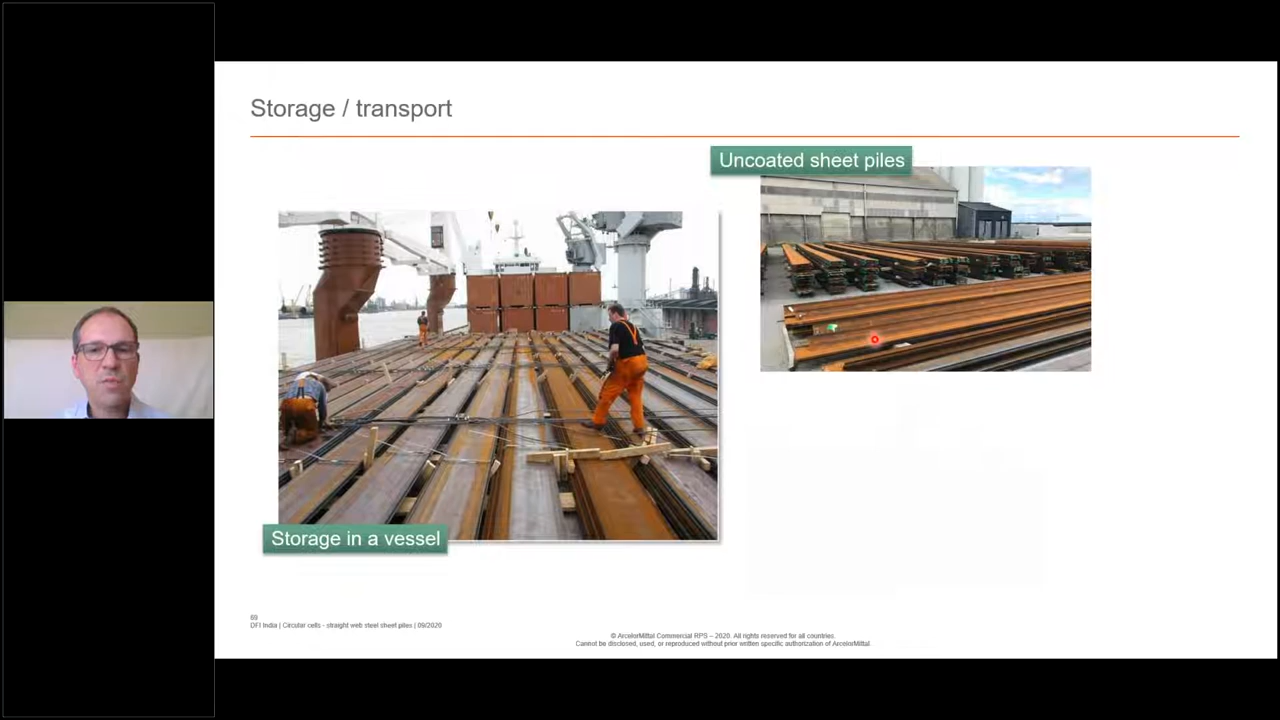 Storage / transport
Uncoated sheet piles
Storage in a vessel
69
DFI India | Circular cells - straight web steel sheet piles | 09/2020
© ArcelorMittal Commercial RPS – 2020. All rights reserved for all countries.
Cannot be disclosed, used, or reproduced without prior written specific authorization of ArcelorMittal.